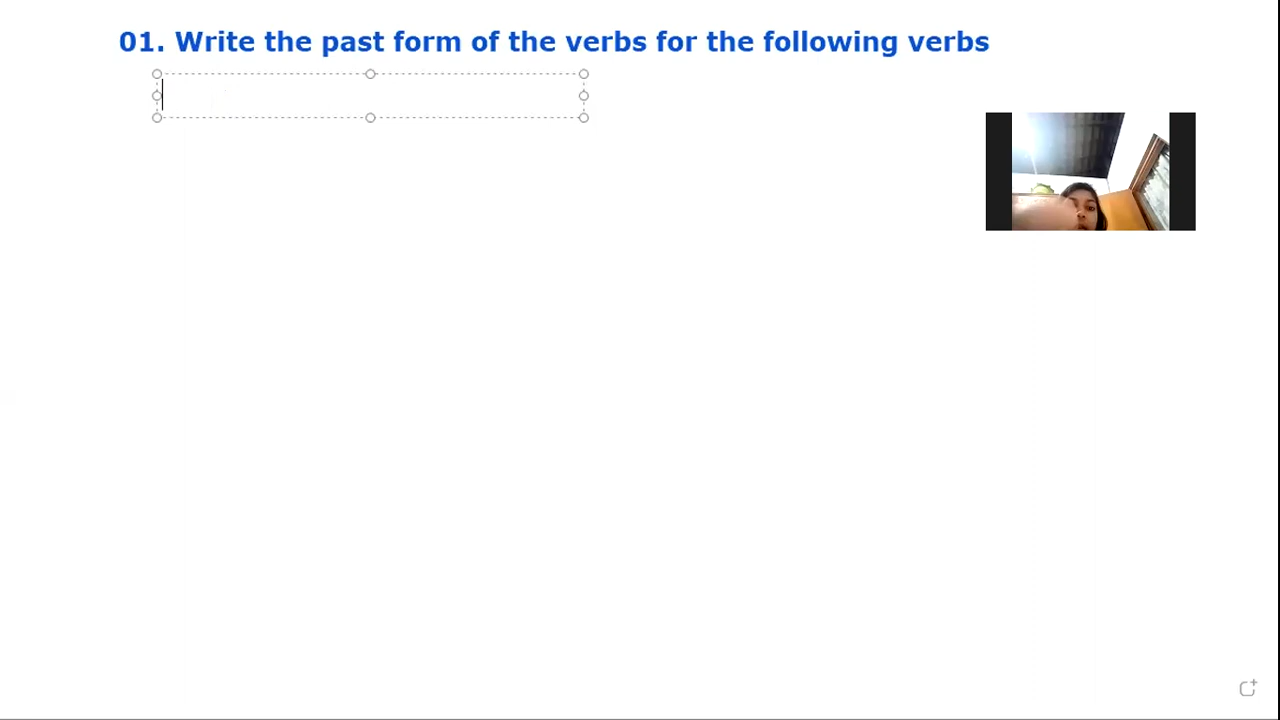 01. Write the past form of the verbs for the following verbs